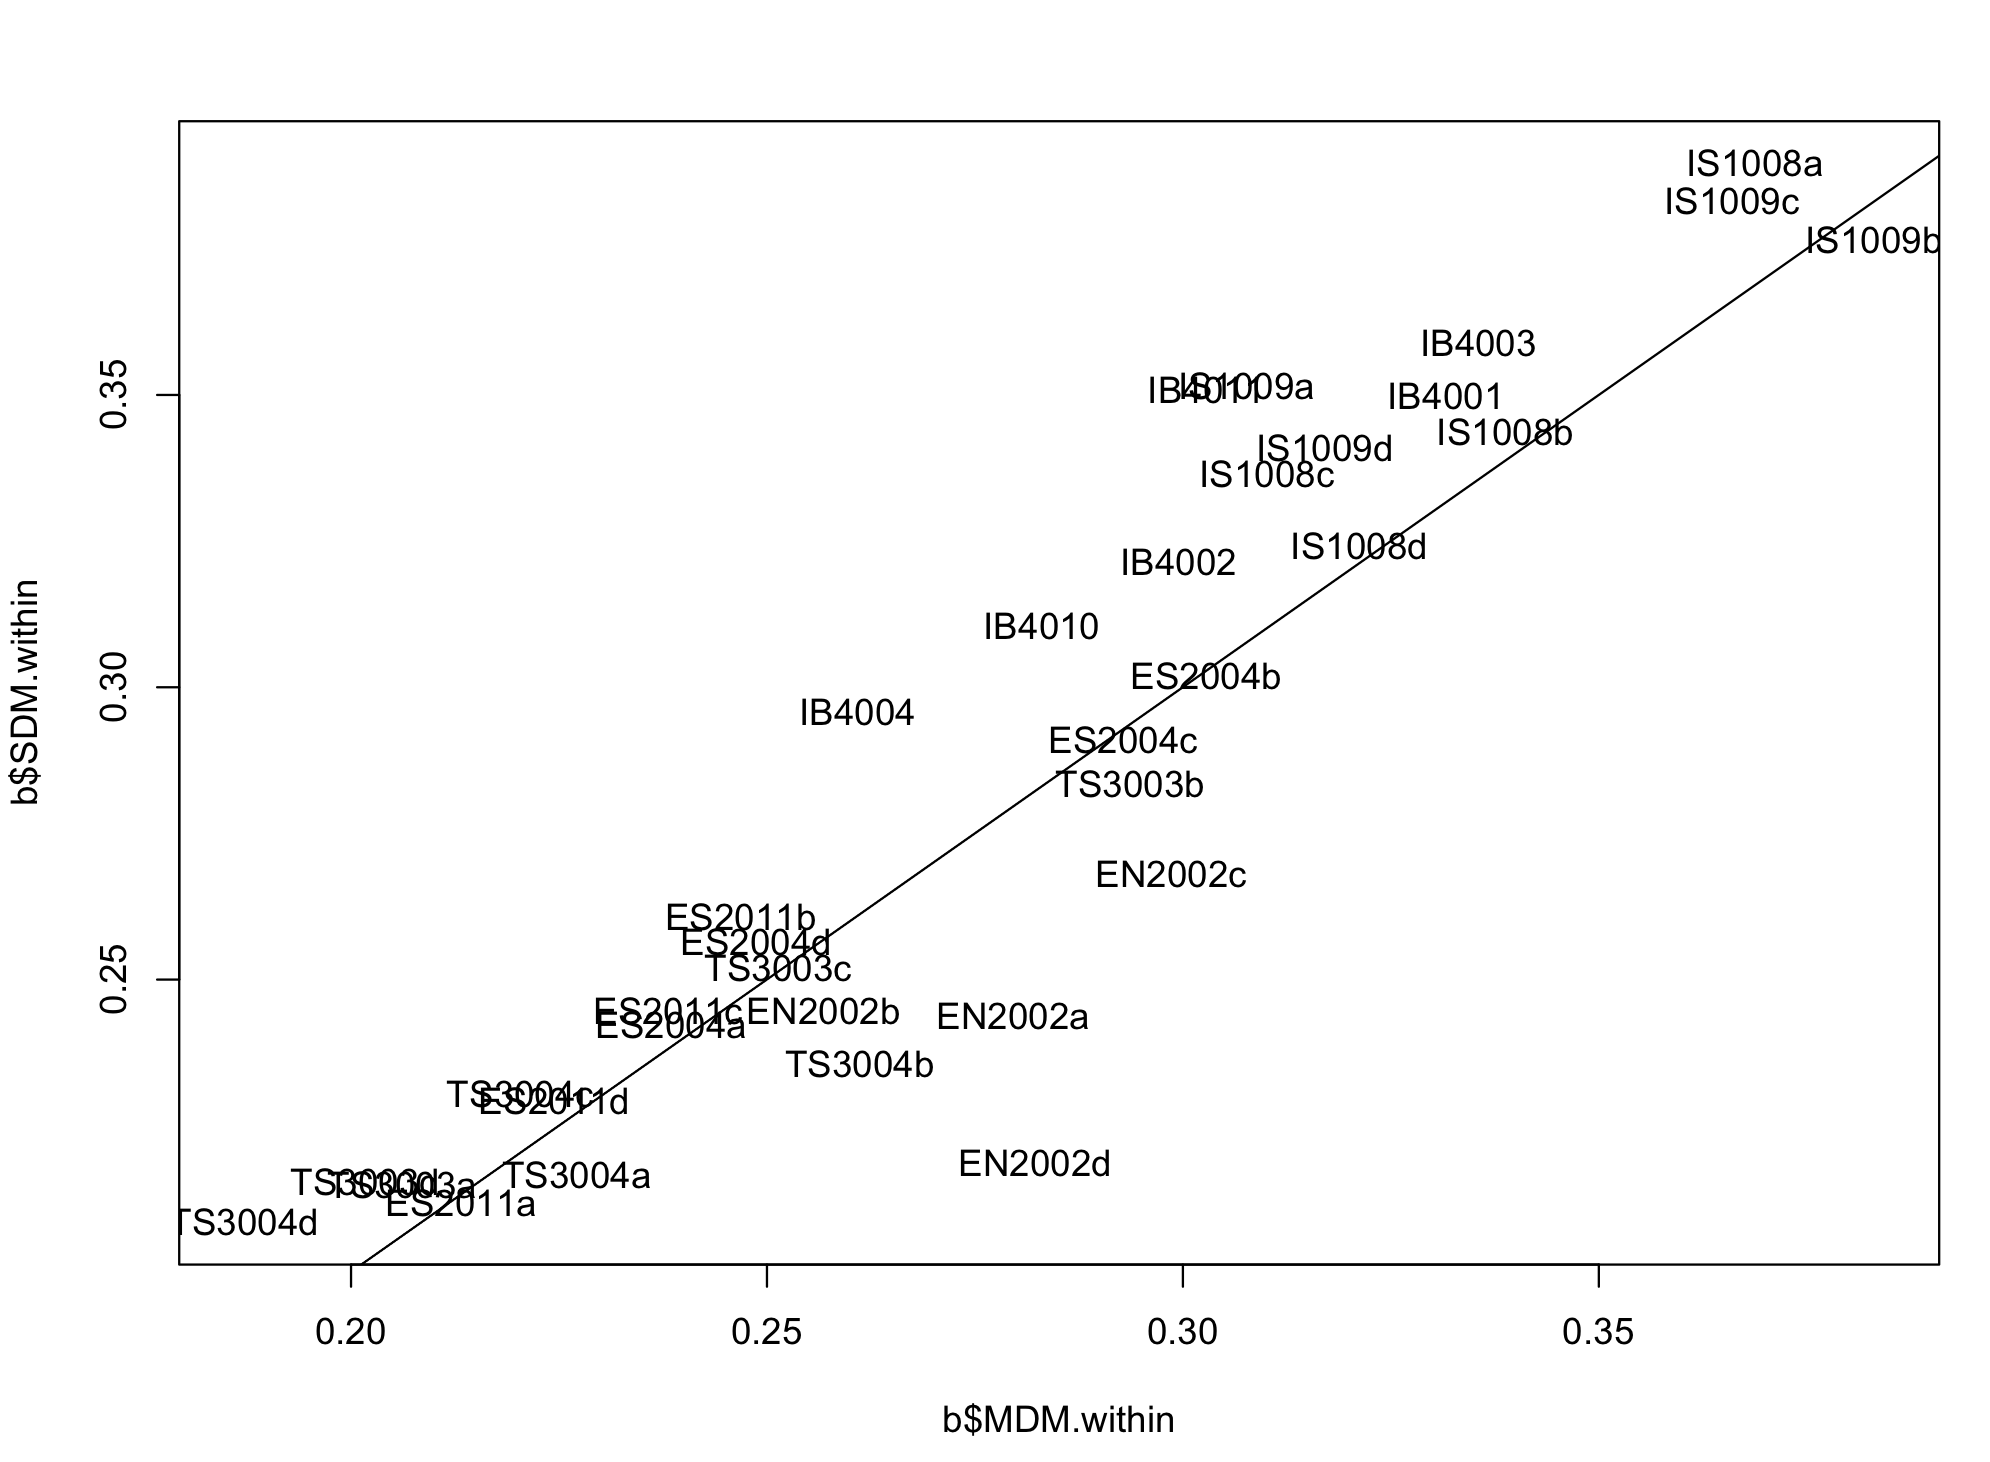 IS1008a
IS1009c
IS1009b
IB4003
IB4011
IS1009a
IB4001
IS1008b
IS1009d
IS1008c
IS1008d
IB4002
IB4010
ES2004b
IB4004
ES2004c
TS3003b
EN2002c
ES2011b
ES2004d
TS3003c
ES2011c
EN2002b
EN2002a
ES2004a
TS3004b
TS3004c
ES2011d
EN2002d
TS3004a
TS3003d
TS3003a
ES2011a
TS3004d
0.35
0.30
0.25
b$SDM.within
0.20 0.25 0.30 0.35
b$MDM.within